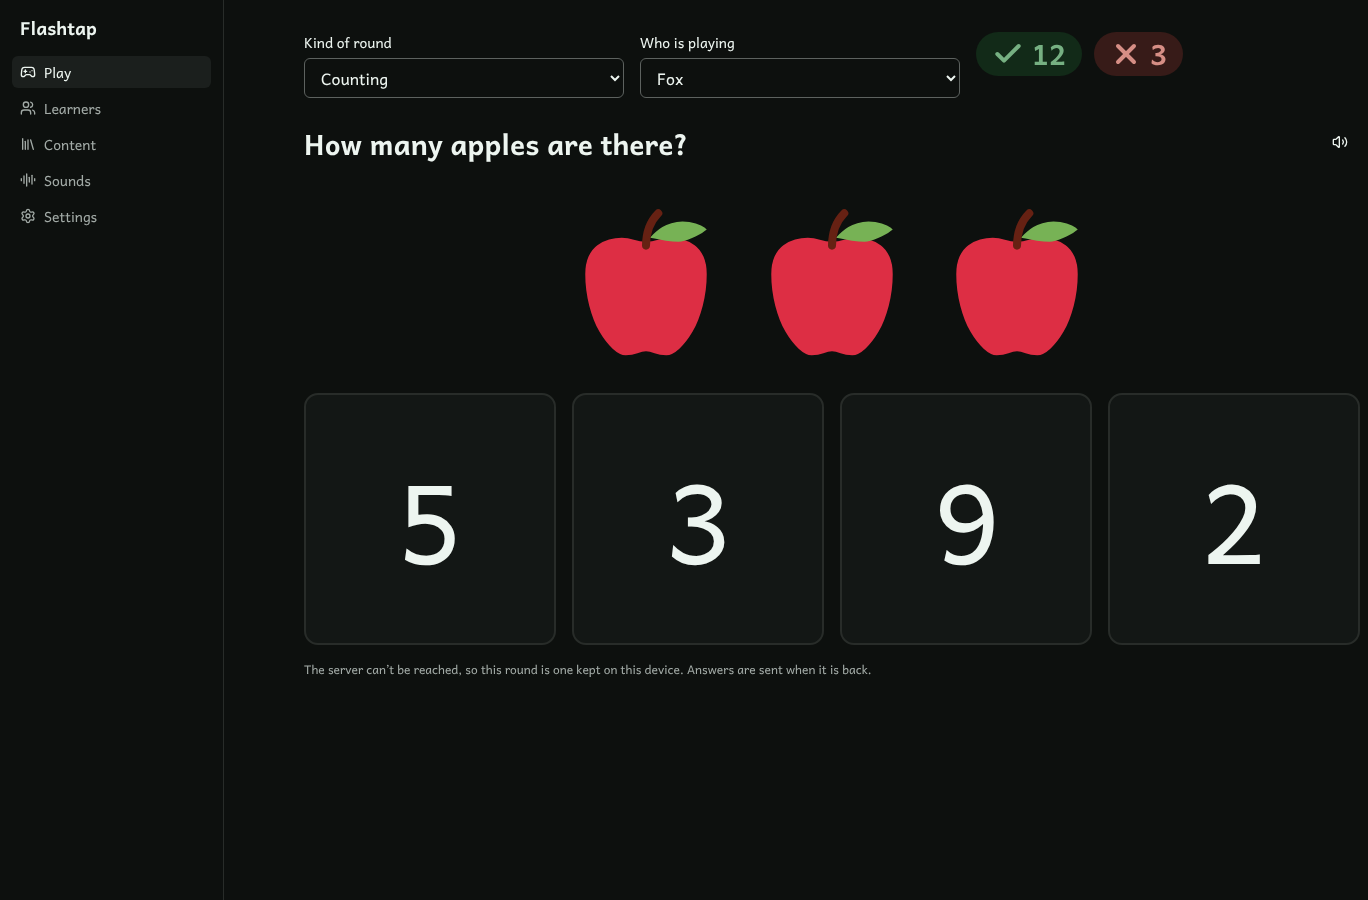 Flashtap
Play
Learners
Content
Sounds
Settings
Kind of round
Counting
Who is playing
Fox
12
3
How many apples are there?
5
3
9
2
The server can't be reached, so this round is one kept on this device. Answers are sent when it is back.